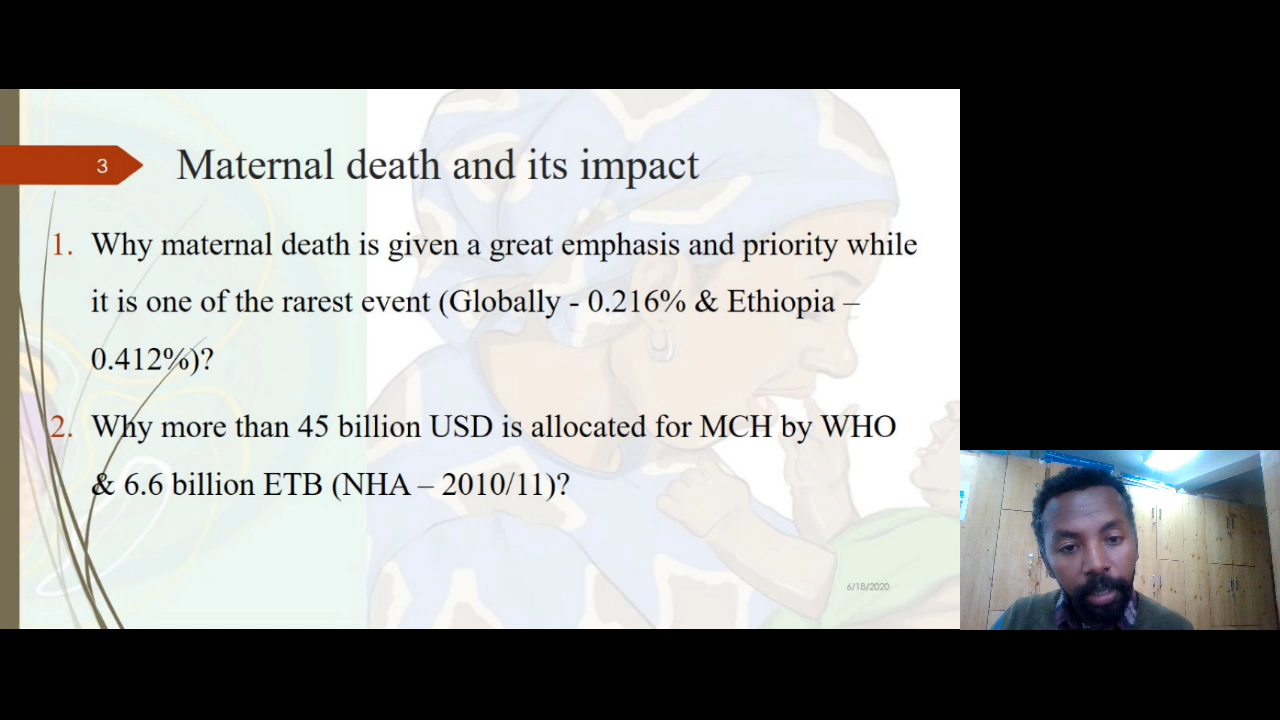 3
Maternal death and its impact
1. Why maternal death is given a great emphasis and priority while
it is one of the rarest event (Globally - 0.216% & Ethiopia –
0.412%)?
2. Why more than 45 billion USD is allocated for MCH by WHO
& 6.6 billion ETB (NHA – 2010/11)?
6/18/2020